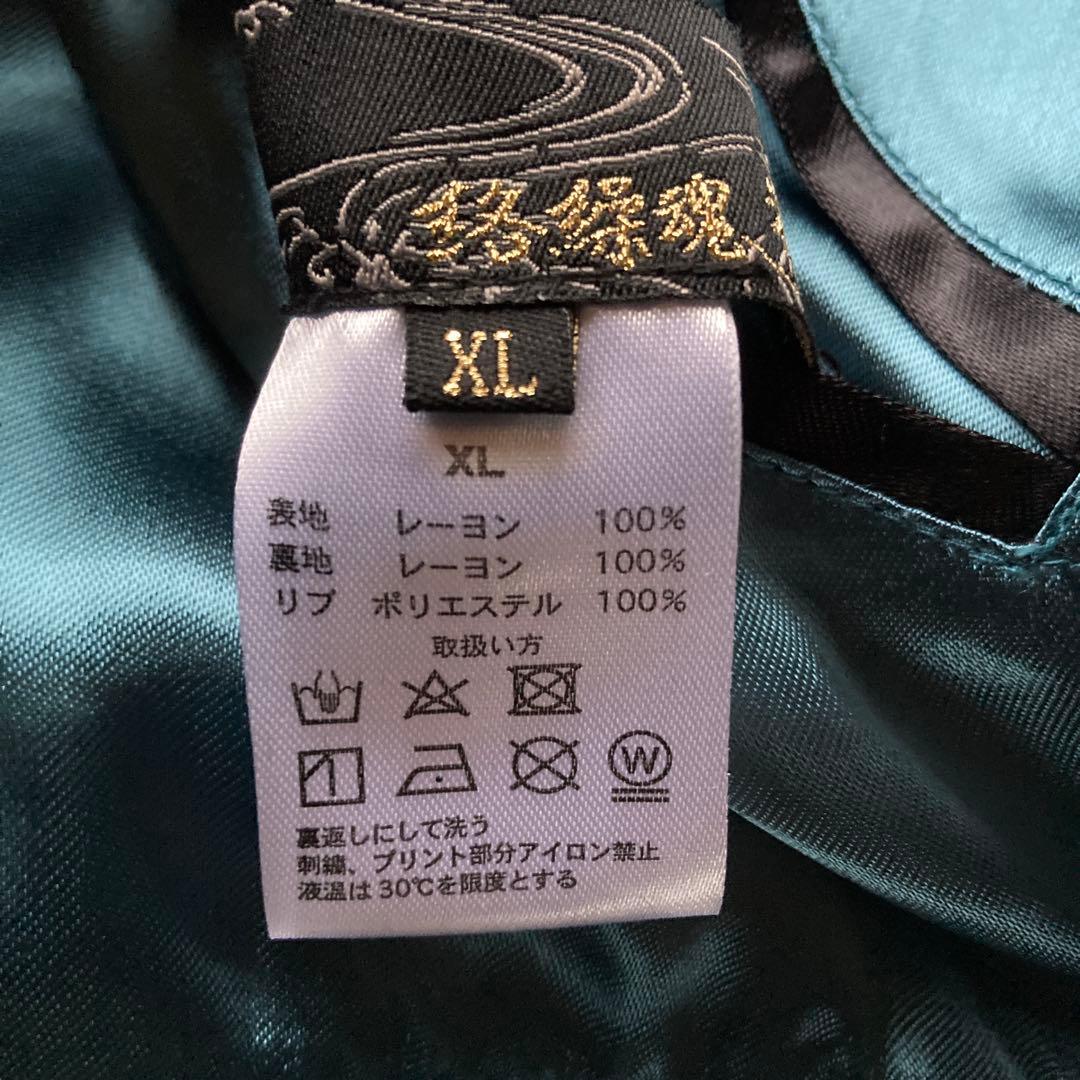 絡繰魂
XL
XL
表地 レーヨン 100%
裏地 レーヨン 100%
リブ ポリエステル 100%
取扱い方
W
裏返しにして洗う
刺繍、プリント部分アイロン禁止
液温は30℃を限度とする